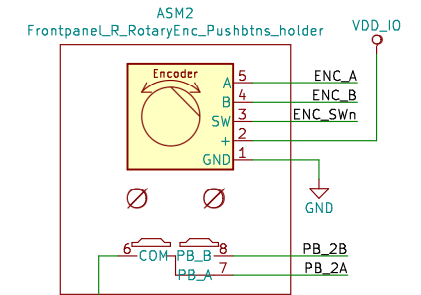 ASM2
Frontpanel_R_RotaryEnc_Pushbtns_holder
VDD_IO
Encoder
A 5 ENC_A
B 4 ENC_B
SW 3 ENC_SWn
+ 2
GND 1
GND
6 COM PB_B 8 PB_2B
PB_A 7 PB_2A